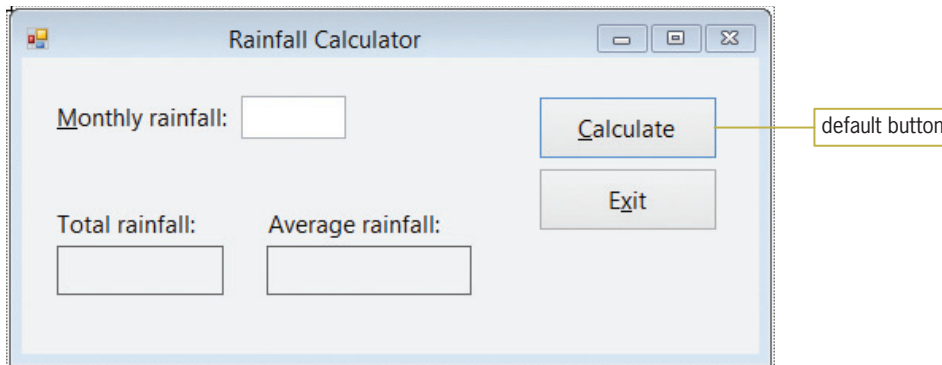 Rainfall Calculator
Monthly rainfall:
Calculate
default button
Exit
Total rainfall: Average rainfall: